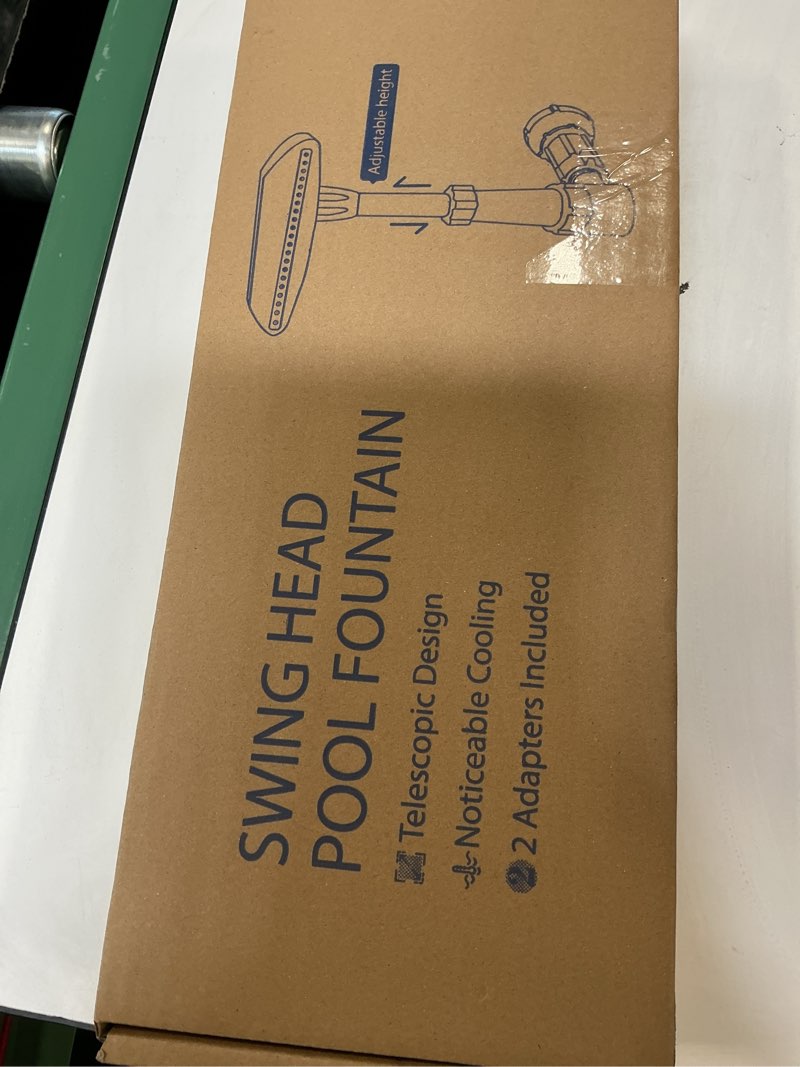 SWING HEAD
POOL FOUNTAIN
Telescopic Design
Noticeable Cooling
2 Adapters Included
Adjustable height